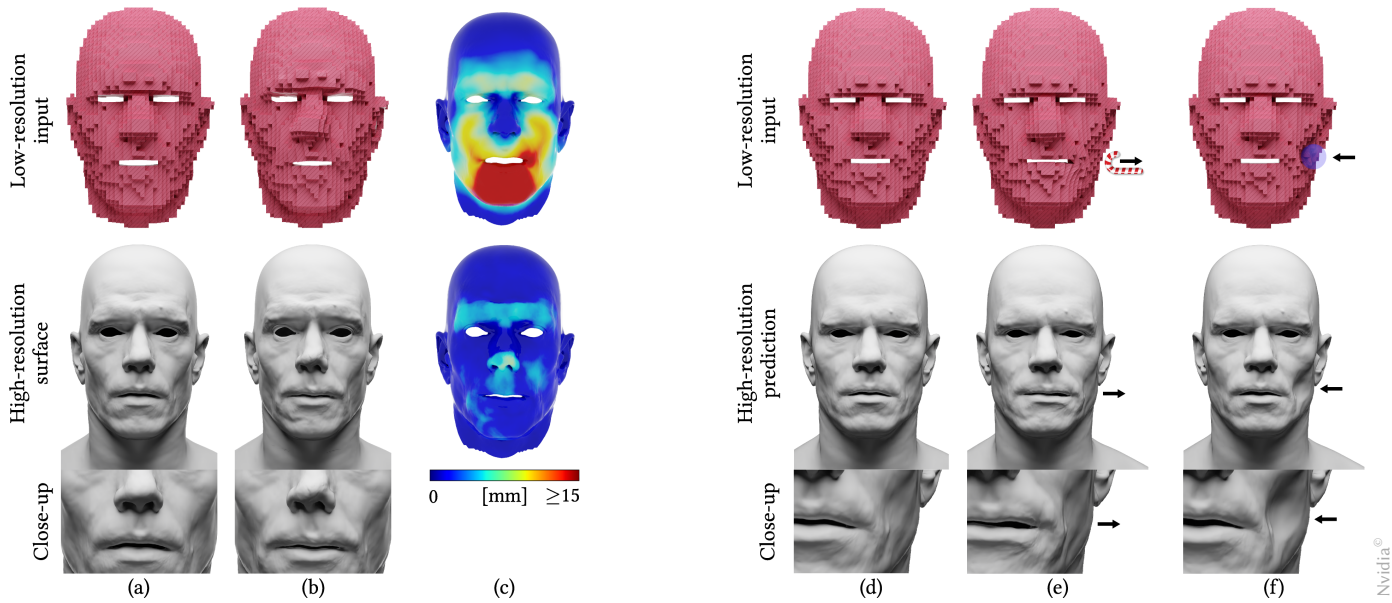 Low-resolution
input
High-resolution
surface
Close-up
0
[mm]
≥15
(a)
(b)
(c)
Low-resolution
input
High-resolution
prediction
Close-up
(d)
(e)
(f)
Nvidia©